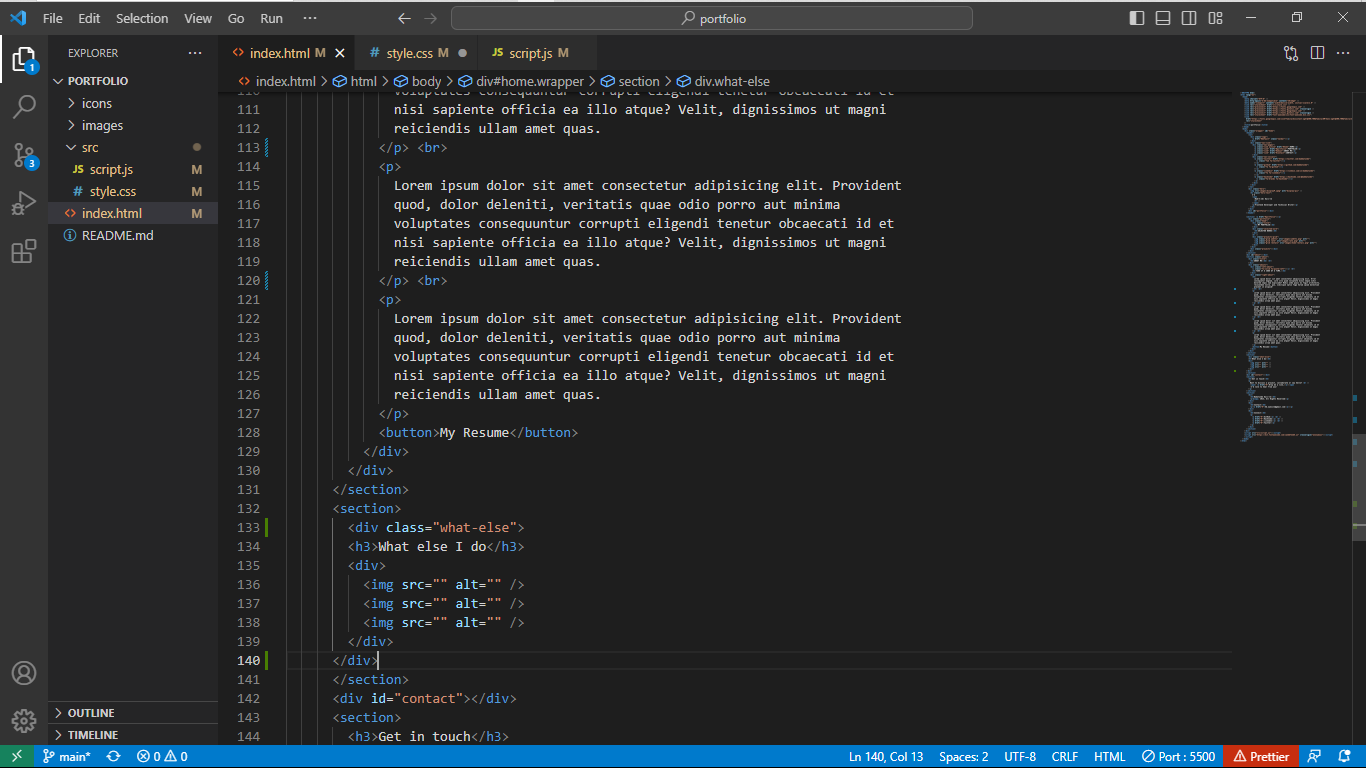 File Edit Selection View Go Run ···
portfolio
EXPLORER ···
index.html M
# style.css M
JS script.js M
index.html > html > body > div#home.wrapper > section > div.what-else
1
3
PORTFOLIO
icons
images
src
JS script.js M
# style.css M
index.html M
README.md
OUTLINE
TIMELINE
110 voluptates consequuntur corrupti eligendi tenetur obcaecati id et
111 nisi sapiente officia ea illo atque? Velit, dignissimos ut magni
112 reiciendis ullam amet quas.
113 </p> <br>
114 <p>
115 Lorem ipsum dolor sit amet consectetur adipisicing elit. Provident
116 quod, dolor deleniti, veritatis quae odio porro aut minima
117 voluptates consequuntur corrupti eligendi tenetur obcaecati id et
118 nisi sapiente officia ea illo atque? Velit, dignissimos ut magni
119 reiciendis ullam amet quas.
120 </p> <br>
121 <p>
122 Lorem ipsum dolor sit amet consectetur adipisicing elit. Provident
123 quod, dolor deleniti, veritatis quae odio porro aut minima
124 voluptates consequuntur corrupti eligendi tenetur obcaecati id et
125 nisi sapiente officia ea illo atque? Velit, dignissimos ut magni
126 reiciendis ullam amet quas.
127 </p>
128 <button>My Resume</button>
129 </div>
130 </div>
131 </section>
132 <section>
133 <div class="what-else">
134 <h3>What else I do</h3>
135 <div>
136 <img src="" alt="" />
137 <img src="" alt="" />
138 <img src="" alt="" />
139 </div>
140 </div>
141 </section>
142 <div id="contact"></div>
143 <section>
144 <h3>Get in touch</h3>
main* 0 0 Ln 140, Col 13 Spaces: 2 UTF-8 CRLF HTML Port : 5500 Prettier